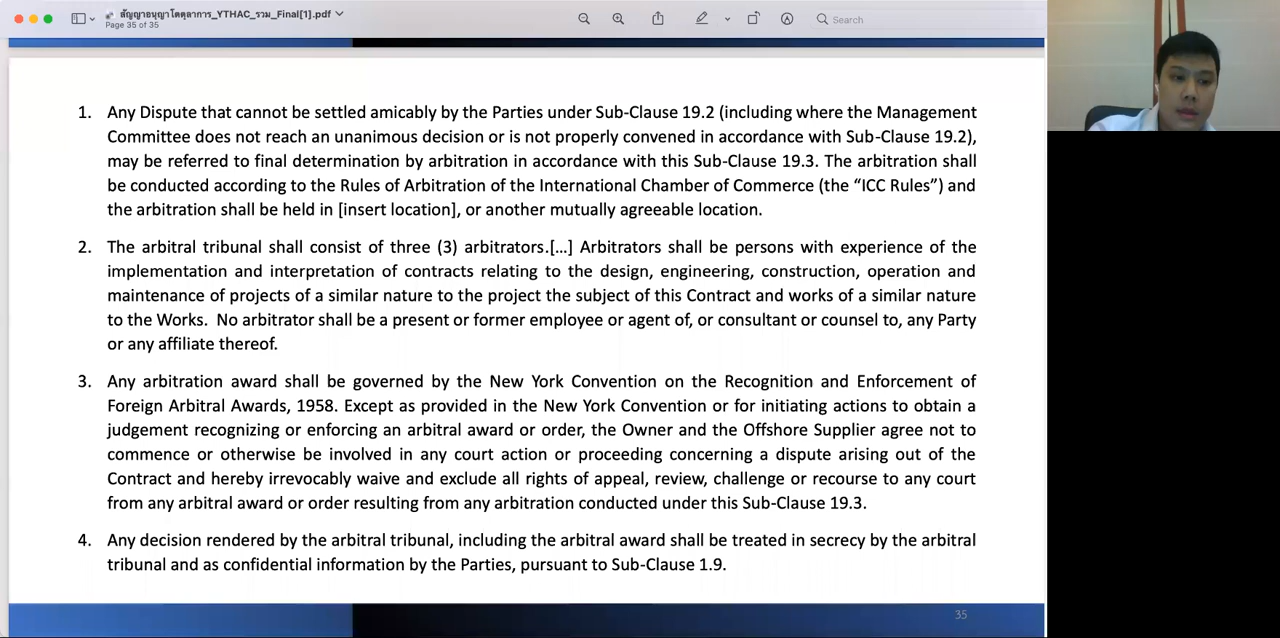 สัญญาอนุญาโตตุลาการ_YTHAC_รวม_Final[1].pdf
Page 35 of 35
Search
1. Any Dispute that cannot be settled amicably by the Parties under Sub-Clause 19.2 (including where the Management
Committee does not reach an unanimous decision or is not properly convened in accordance with Sub-Clause 19.2),
may be referred to final determination by arbitration in accordance with this Sub-Clause 19.3. The arbitration shall
be conducted according to the Rules of Arbitration of the International Chamber of Commerce (the “ICC Rules”) and
the arbitration shall be held in [insert location], or another mutually agreeable location.
2. The arbitral tribunal shall consist of three (3) arbitrators.[…] Arbitrators shall be persons with experience of the
implementation and interpretation of contracts relating to the design, engineering, construction, operation and
maintenance of projects of a similar nature to the project the subject of this Contract and works of a similar nature
to the Works. No arbitrator shall be a present or former employee or agent of, or consultant or counsel to, any Party
or any affiliate thereof.
3. Any arbitration award shall be governed by the New York Convention on the Recognition and Enforcement of
Foreign Arbitral Awards, 1958. Except as provided in the New York Convention or for initiating actions to obtain a
judgement recognizing or enforcing an arbitral award or order, the Owner and the Offshore Supplier agree not to
commence or otherwise be involved in any court action or proceeding concerning a dispute arising out of the
Contract and hereby irrevocably waive and exclude all rights of appeal, review, challenge or recourse to any court
from any arbitral award or order resulting from any arbitration conducted under this Sub-Clause 19.3.
4. Any decision rendered by the arbitral tribunal, including the arbitral award shall be treated in secrecy by the arbitral
tribunal and as confidential information by the Parties, pursuant to Sub-Clause 1.9.
35